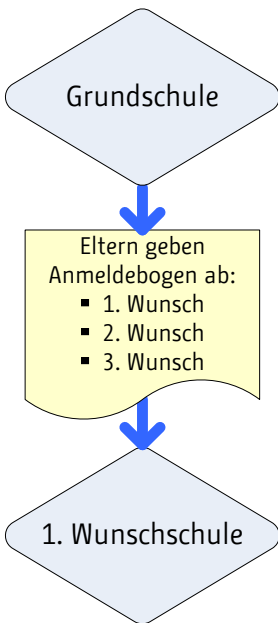 Grundschule
Eltern geben
Anmeldebogen ab:
▪ 1. Wunsch
▪ 2. Wunsch
▪ 3. Wunsch
1. Wunschschule